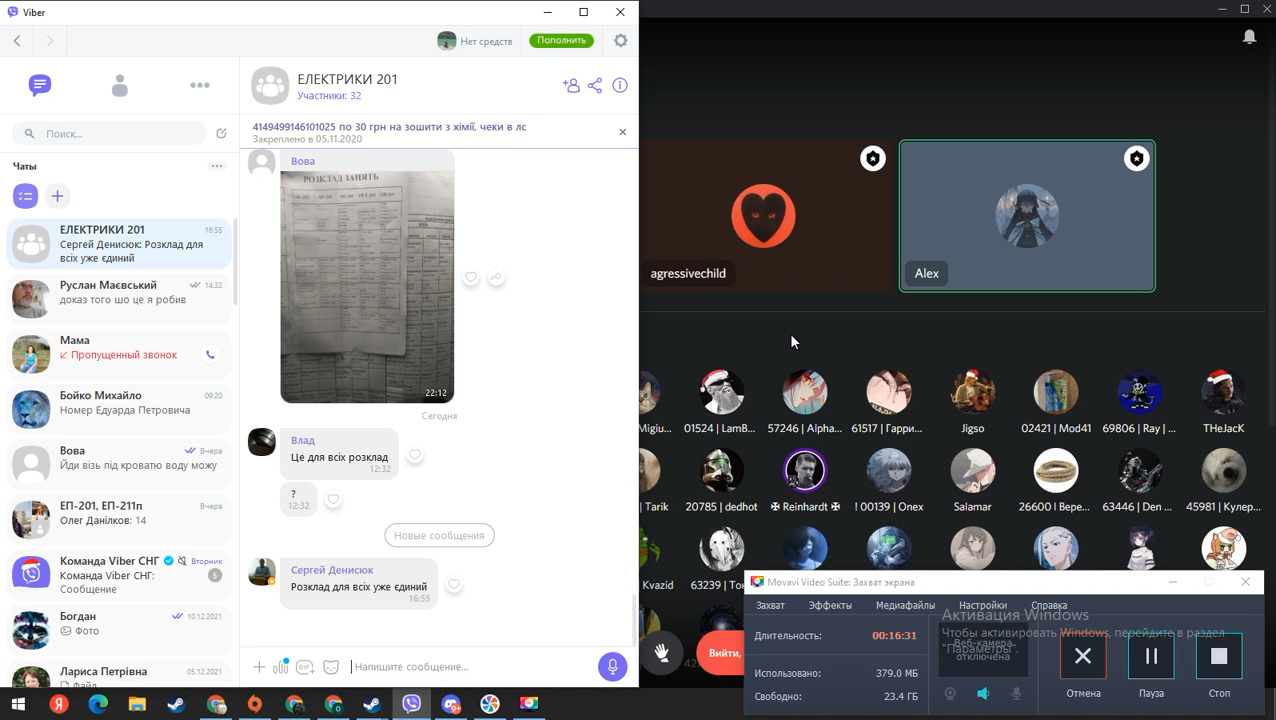 Viber
Нет средств
Пополнить
ЕЛЕКТРИКИ 201
Участники: 32
Поиск...
4149499146101025 по 30 грн на зошити з хімії, чеки в лс
Закреплено в 05.11.2020
Чаты
ЕЛЕКТРИКИ 201
16:55
Сергей Денисюк: Розклад для
всіх уже єдиний
Руслан Маєвський
14:32
доказ того шо це я робив
Мама
Пропущенный звонок
Бойко Михайло
09:20
Номер Едуарда Петровича
Вова
Вчера
Йди візь під кроватю воду можу
ЕП-201, ЕП-211п
Вчера
Олег Данілков: 14
Команда Viber СНГ
Вторник
Команда Viber СНГ:
Сообщение
5
Богдан
10.12.2021
Фото
Лариса Петрівна
05.12.2021
Файл
Вова
РОЗКЛАД ЗАНЯТЬ
22:12
Сегодня
Влад
Це для всіх розклад
12:32
?
12:32
Новые сообщения
Сергей Денисюк
Розклад для всіх уже єдиний
16:55
GIF
Напишите сообщение...
agressivechild
Alex
01524 | LamB...
57246 | Alpha...
61517 | Гарри...
Jigso
02421 | Mod41
69806 | Ray | ...
THeJacK
Tarik
20785 | dedhot
✠ Reinhardt ✠
! 00139 | Onex
Salamar
26600 I Вере...
63446 | Den ...
45981 | Кулер...
Kvazid
63239 | Ток
Выйти,
Movavi Video Suite: Захват экрана
Захват
Эффекты
Медиафайлы
Настройки
Справка
Длительность:
00:16:31
Использовано:
379.0 МБ
Свободно:
23.4 ГБ
Веб-камера
отключена
Отмена
Пауза
Стоп
Активация Windows
Чтобы активировать Windows, перейдите в раздел
"Параметры".
9+